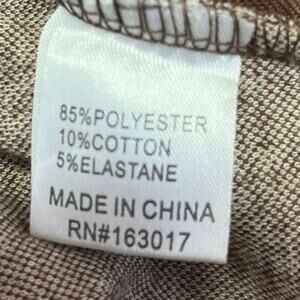 85%POLYESTER
10%COTTON
5%ELASTANE
MADE IN CHINA
RN#163017